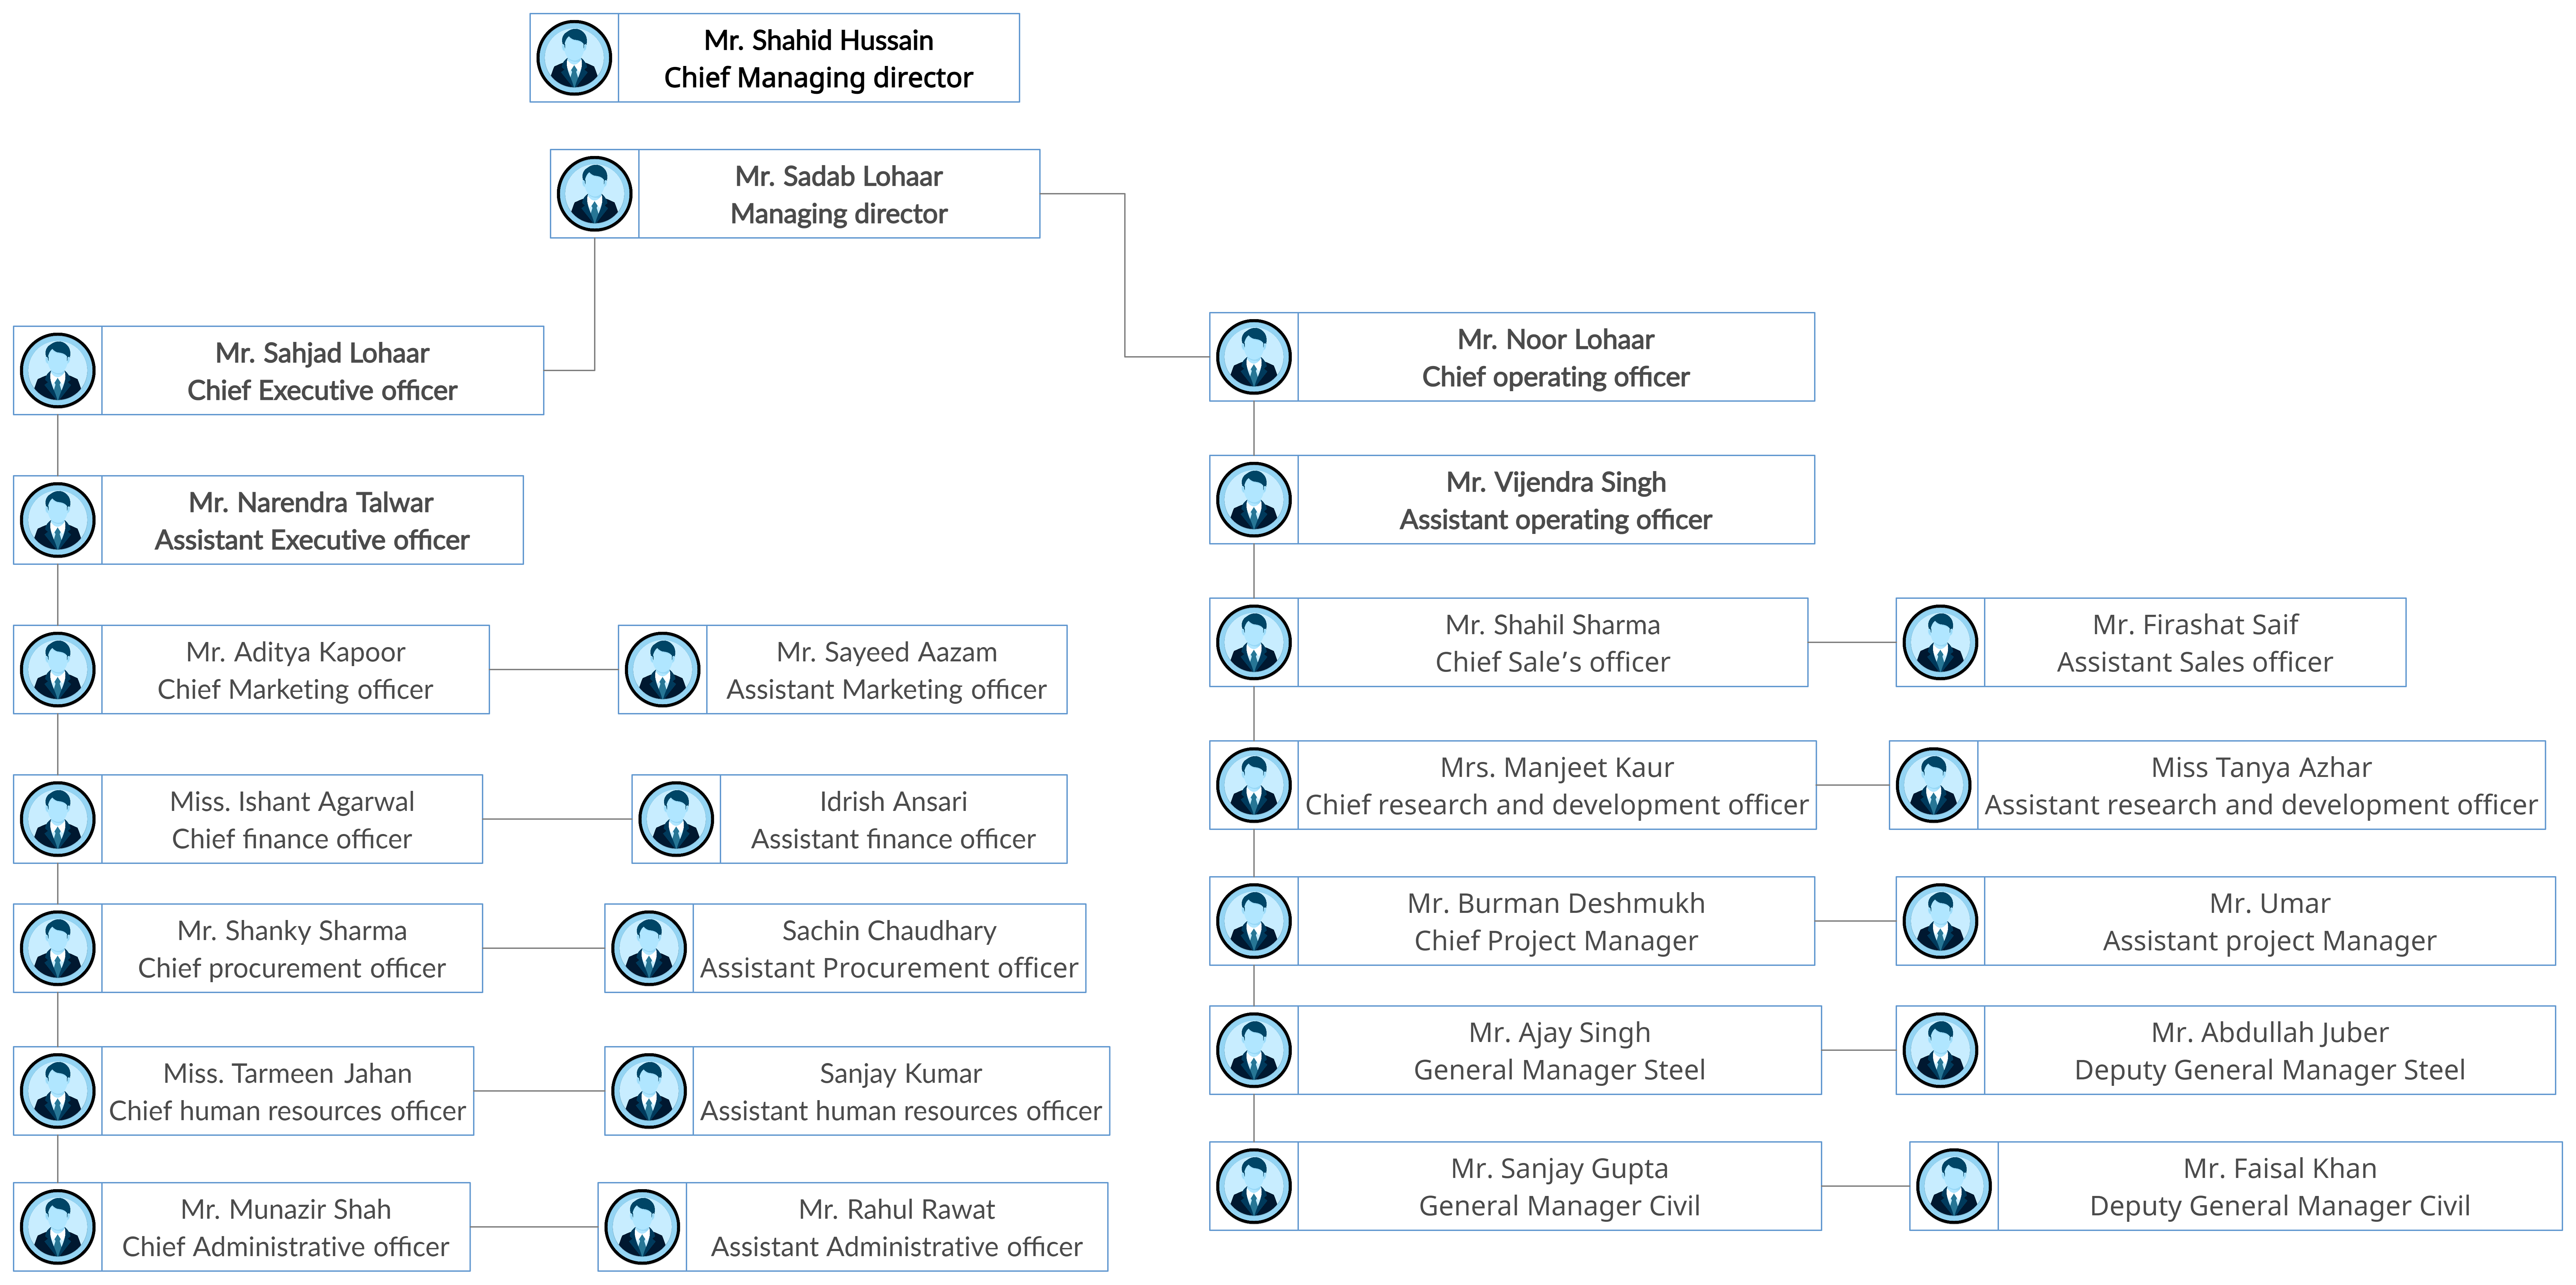 Mr. Shahid Hussain
Chief Managing director
Mr. Sadab Lohaar
Managing director
Mr. Sahjad Lohaar
Chief Executive officer
Mr. Narendra Talwar
Assistant Executive officer
Mr. Aditya Kapoor
Chief Marketing officer
Mr. Sayeed Aazam
Assistant Marketing officer
Miss. Ishant Agarwal
Chief finance officer
Idrish Ansari
Assistant finance officer
Mr. Shanky Sharma
Chief procurement officer
Sachin Chaudhary
Assistant Procurement officer
Miss. Tarmeen Jahan
Chief human resources officer
Sanjay Kumar
Assistant human resources officer
Mr. Munazir Shah
Chief Administrative officer
Mr. Rahul Rawat
Assistant Administrative officer
Mr. Noor Lohaar
Chief operating officer
Mr. Vijendra Singh
Assistant operating officer
Mr. Shahil Sharma
Chief Sale’s officer
Mr. Firashat Saif
Assistant Sales officer
Mrs. Manjeet Kaur
Chief research and development officer
Miss Tanya Azhar
Assistant research and development officer
Mr. Burman Deshmukh
Chief Project Manager
Mr. Umar
Assistant project Manager
Mr. Ajay Singh
General Manager Steel
Mr. Abdullah Juber
Deputy General Manager Steel
Mr. Sanjay Gupta
General Manager Civil
Mr. Faisal Khan
Deputy General Manager Civil